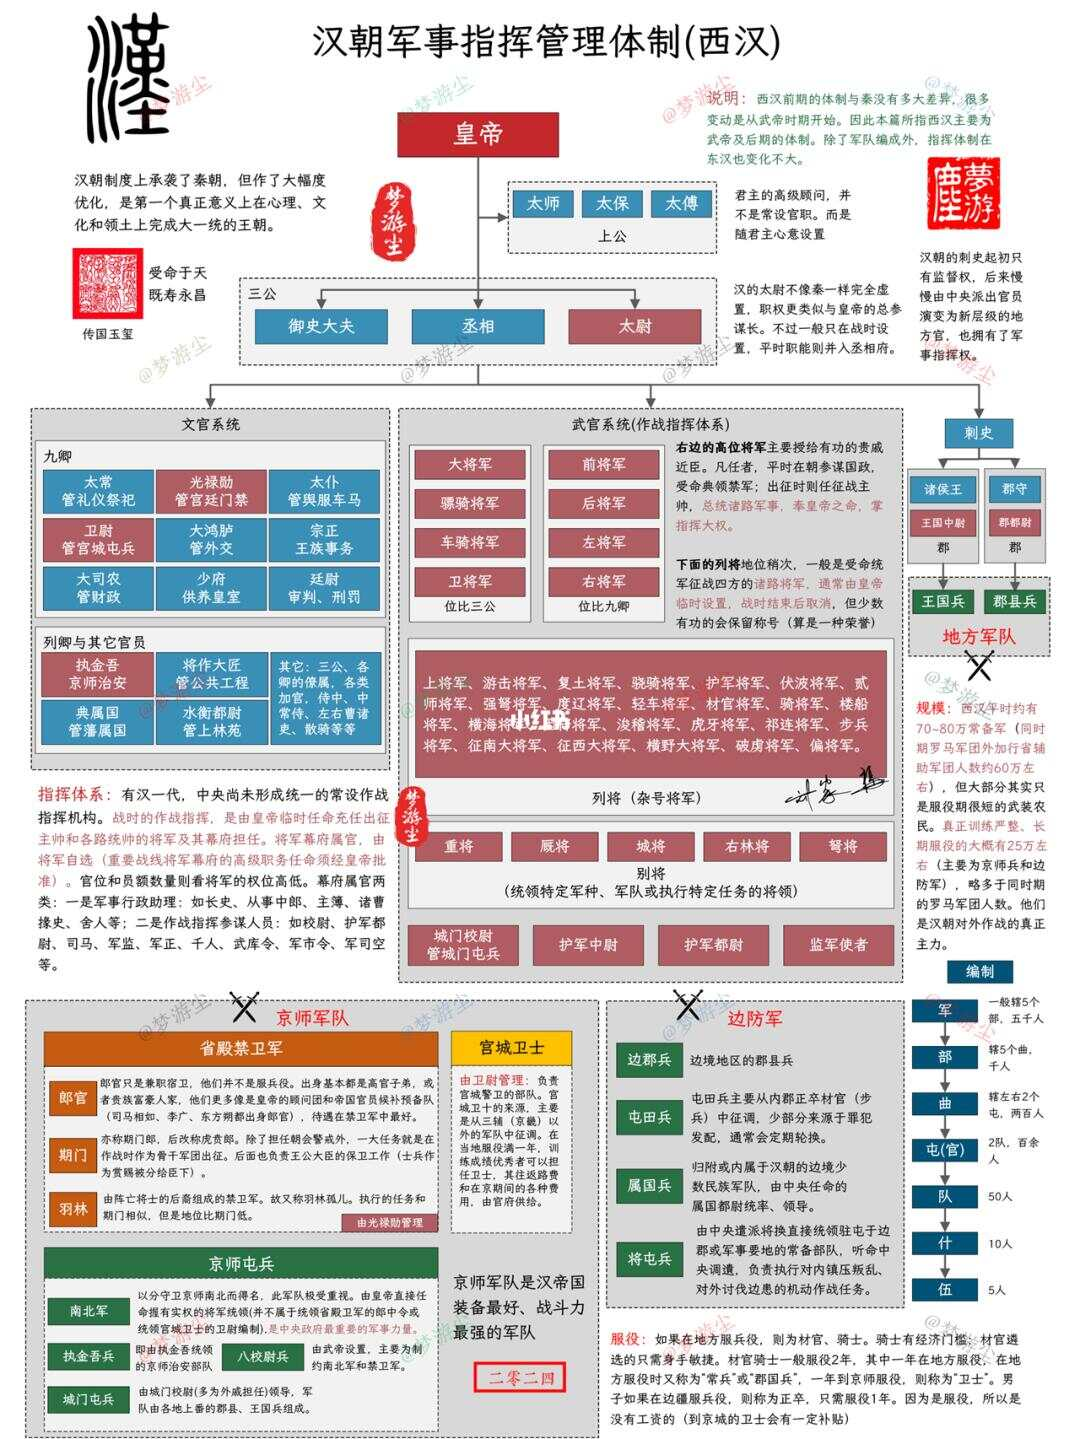 漢
汉朝军事指挥管理体制(西汉)
说明：西汉前期的体制与秦没有多大差异，很多
变动是从武帝时期开始。因此本篇所指西汉主要为
武帝及后期的体制。除了军队编成外，指挥体制在
东汉也变化不大。
皇帝
汉朝制度上承袭了秦朝，但作了大幅度
优化，是第一个真正意义上在心理、文
化和领土上完成大一统的王朝。
梦游尘
太师
太保
太傅
上公
君主的高级顾问，并
不是常设官职。而是
随君主心意设置
夢游塵
受命于天
既寿永昌
传国玉玺
三公
御史大夫
丞相
太尉
汉的太尉不像秦一样完全虚
置，职权更类似与皇帝的总参
谋长。不过一般只在战时设
置，平时职能则并入丞相府。
汉朝的刺史起初只
有监督权，后来慢
慢由中央派出官员
演变为新层级的地
方官，也拥有了军
事指挥权。
@梦游尘
文官系统
九卿
太常
管礼仪祭祀
光禄勋
管宫廷门禁
太仆
管舆服车马
卫尉
管宫城屯兵
大鸿胪
管外交
宗正
王族事务
大司农
管财政
少府
供养皇室
廷尉
审判、刑罚
列卿与其它官员
执金吾
京师治安
将作大匠
管公共工程
典属国
管藩属国
水衡都尉
管上林苑
其它：三公、各
卿的僚属，各类
加官，侍中、中
常侍、左右曹诸
吏、散骑等等
武官系统(作战指挥体系)
大将军
骠骑将军
车骑将军
卫将军
位比三公
前将军
后将军
左将军
右将军
位比九卿
右边的高位将军主要授给有功的贵戚
近臣。凡任者，平时在朝参谋国政，
受命典领禁军；出征时则任征战主
帅，总统诸路军事，奉皇帝之命，掌
指挥大权。
下面的列将地位稍次，一般是受命统
军征战四方的诸路将军，通常由皇帝
临时设置，战时结束后取消，但少数
有功的会保留称号（算是一种荣誉）
上将军、游击将军、复土将军、骁骑将军、护军将军、伏波将军、贰
师将军、强弩将军、度辽将军、轻车将军、材官将军、骑将军、楼船
将军、横海将军、将军、浚稽将军、虎牙将军、祁连将军、步兵
将军、征南大将军、征西大将军、横野大将军、破虏将军、偏将军。
小红书
列将（杂号将军）
重将
厩将
城将
右林将
弩将
别将
(统领特定军种、军队或执行特定任务的将领)
城门校尉
管城门屯兵
护军中尉
护军都尉
监军使者
刺史
诸侯王
王国中尉
郡
郡守
郡都尉
郡
王国兵
郡县兵
地方军队
规模：西汉平时约有
70~80万常备军（同时
期罗马军团外加行省辅
助军团人数约60万左
右），但大部分其实只
是服役期很短的武装农
民。真正训练严整、长
期服役的大概有25万左
右（主要为京师兵和边
防军），略多于同时期
的罗马军团人数。他们
是汉朝对外作战的真正
主力。
指挥体系：有汉一代，中央尚未形成统一的常设作战
指挥机构。战时的作战指挥，是由皇帝临时任命充任出征
主帅和各路统帅的将军及其幕府担任。将军幕府属官，由
将军自选（重要战线将军幕府的高级职务任命须经皇帝批
准）。官位和员额数量则看将军的权位高低。幕府属官两
类：一是军事行政助理：如长史、从事中郎、主簿、诸曹
掾史、舍人等；二是作战指挥参谋人员：如校尉、护军都
尉、司马、军监、军正、千人、武库令、军市令、军司空
等。
梦游尘
京师军队
省殿禁卫军
郎官
郎官只是兼职宿卫，他们并不是服兵役。出身基本都是高官子弟，或
者贵族富豪人家，他们更多像是皇帝的顾问团和帝国官员候补预备队
（司马相如、李广、东方朔都出身郎官），待遇在禁卫军中最好。
期门
亦称期门郎，后改称虎贲郎。除了担任朝会警戒外，一大任务就是在
作战时作为骨干军团出征。后面也负责王公大臣的保卫工作（士兵作
为赏赐被分给臣下）。
羽林
由阵亡将士的后裔组成的禁卫军。故又称羽林孤儿。执行的任务和
期门相似，但是地位比期门低。
由光禄勋管理
宫城卫士
由卫尉管理：负责
宫城警卫的部队。宫
城卫士的来源，主要
是从三辅（京畿）以
外的军队中征调。在
当地服役满一年，训
练成绩优秀者可以担
任卫士，其往返路费
和在京期间的各种费
用，由官府供给。
京师屯兵
南北军
以分守卫京师南北而得名，此军队极受重视。由皇帝直接任
命握有实权的将军统领(并不属于统领省殿卫军的郎中令或
统领宫城卫士的卫尉编制)，是中央政府最重要的军事力量。
执金吾兵
即由执金吾统领
的京师治安部队
八校尉兵
由武帝设置，主要为制
约南北军和禁卫军。
城门屯兵
由城门校尉(多为外戚担任)领导，军
队由各地上番的郡县、王国兵组成。
京师军队是汉帝国
装备最好、战斗力
最强的军队
二零二四
边防军
边郡兵
边境地区的郡县兵
屯田兵
屯田兵主要从内郡正卒材官（步
兵）中征调，少部分来源于罪犯
发配，通常会定期轮换。
属国兵
归附或内属于汉朝的边境少
数民族军队，由中央任命的
属国都尉统率、领导。
将屯兵
由中央遣派将换直接统领驻屯于边
郡或军事要地的常备部队，听命中
央调遣，负责执行对内镇压叛乱、
对外讨伐边患的机动作战任务。
编制
军
一般辖5个
部，五千人
部
辖5个曲，
千人
曲
辖左右2个
屯，两百人
屯(官)
2队，百余
人
队
50人
什
10人
伍
5人
服役：如果在地方服兵役，则为材官、骑士。骑士有经济门槛；材官遴
选的只需身手敏捷。材官骑士一般服役2年，其中一年在地方服役，在地
方服役时又称为“常兵”或“郡国兵”，一年到京师服役，则称为“卫士”。男
子如果在边疆服兵役，则称为正卒，只需服役1年。因为是服役，所以是
没有工资的（到京城的卫士会有一定补贴）